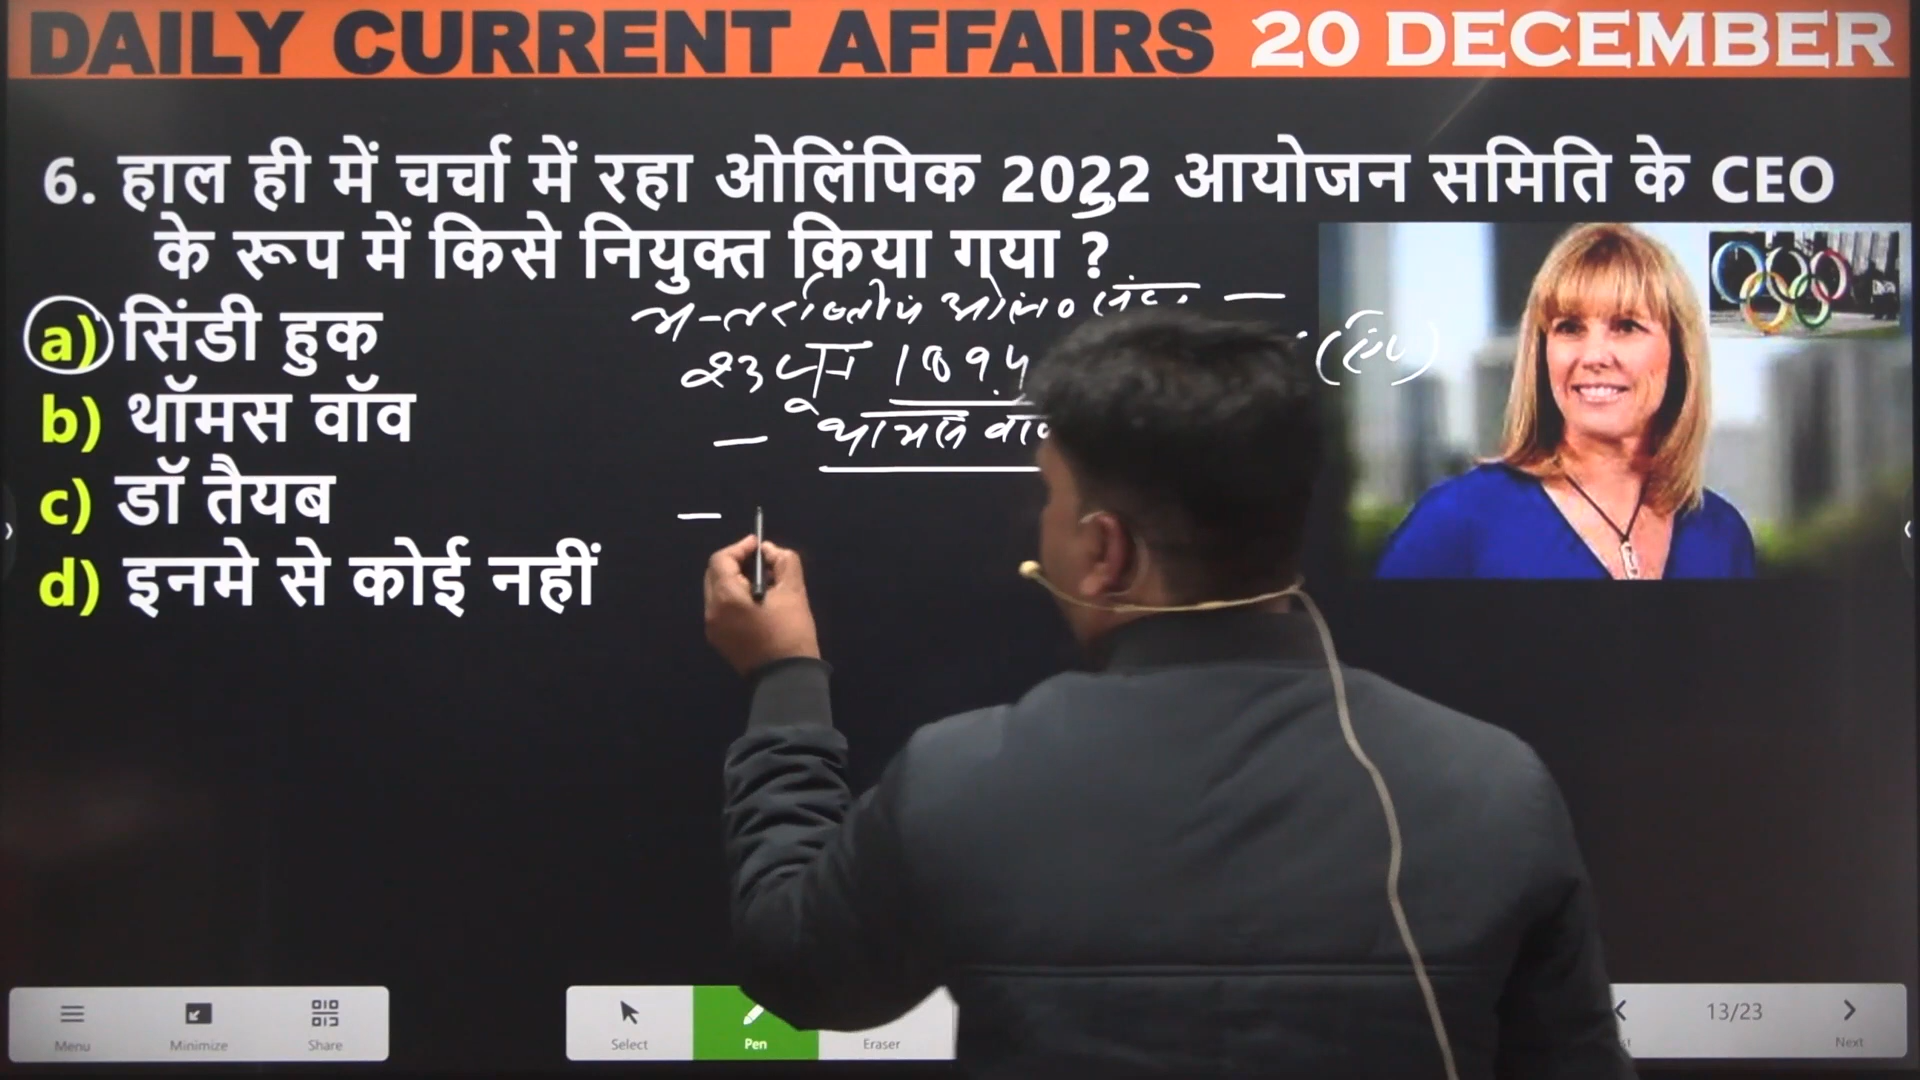 DAILY CURRENT AFFAIRS 20 DECEMBER
6. हाल ही में चर्चा में रहा ओलिंपिक 2022 आयोजन समिति के CEO
के रूप में किसे नियुक्त किया गया ?
a) सिंडी हुक
b) थॉमस वॉव
c) डॉ तैयब
d) इनमे से कोई नहीं
23 जून 1894
थामस
Menu Minimize Share Select Pen Eraser 13/23 Next